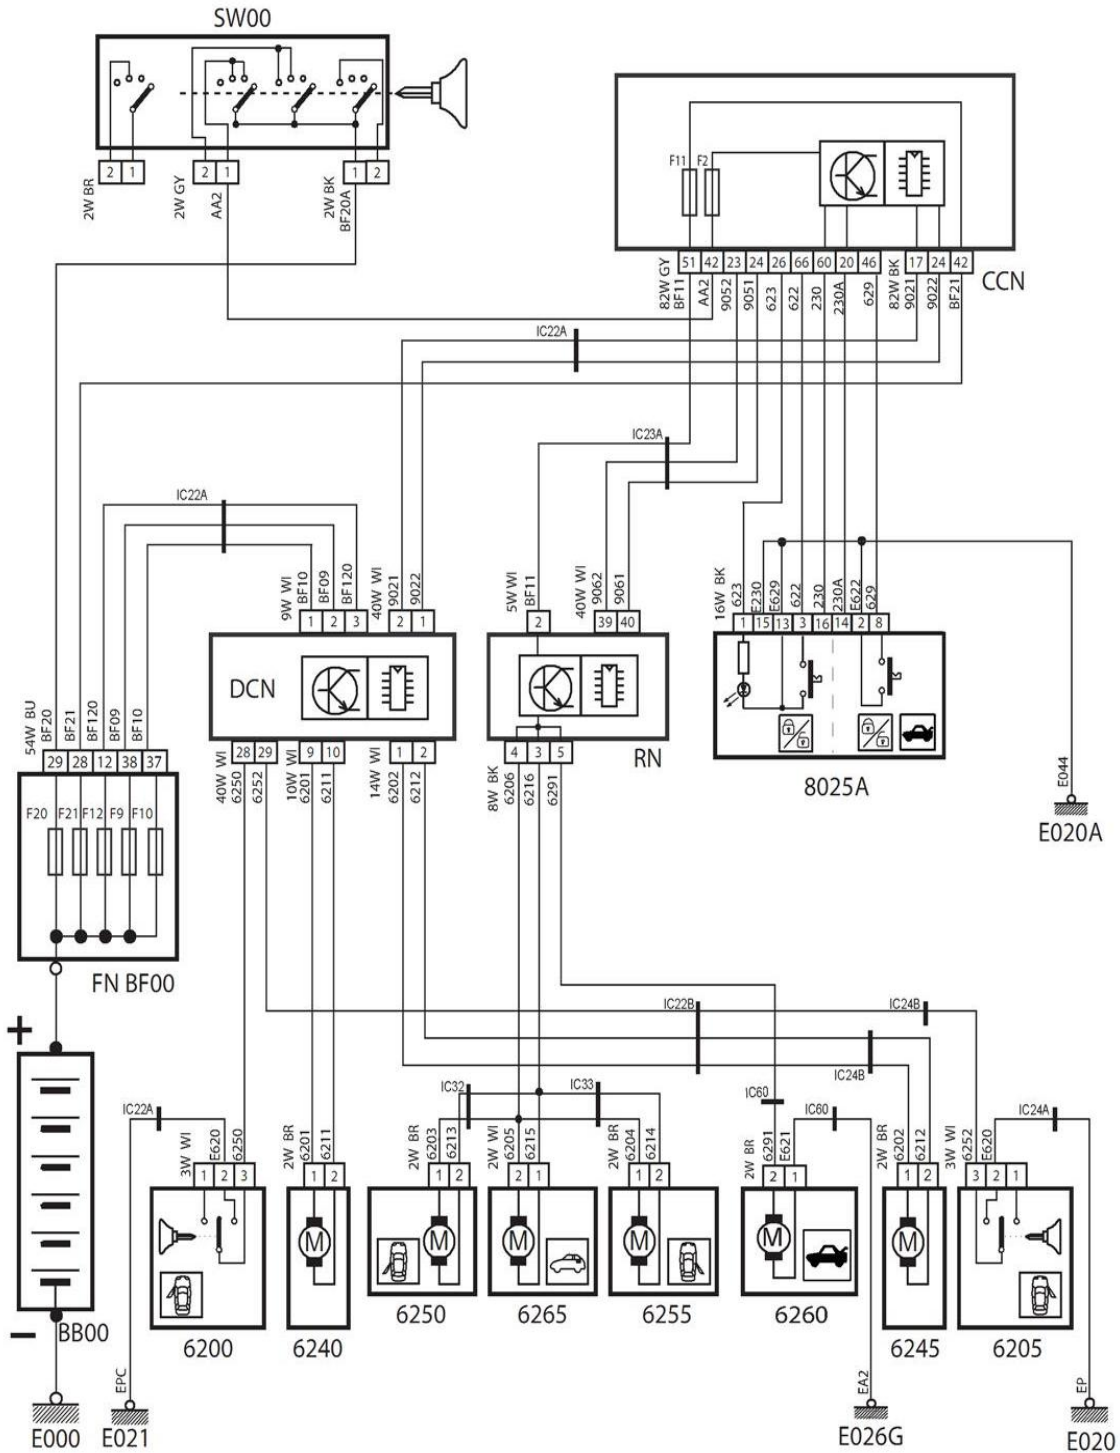 SW00
2 1
2 1
1 2
2W BR
2W GY
AA2
2W BK
BF20A
F11 F2
51 42 23 24 26 66 60 20 46
17 24 42
CCN
82W GY
BF11
AA2
9052
9051
623
622
230
230A
629
82W BK
9021
9022
BF21
IC22A
IC23A
IC22A
9W WI
BF10
BF09
BF120
40W WI
9021
9022
5W WI
BF11
40W WI
9062
9061
16W BK
623
E230
E629
622
230
230A
E622
629
1 2 3
2 1
2
39 40
1 15 13 3 16 14 2 8
DCN
RN
8025A
28 29
9 10
1 2
4 3 5
40W WI
6250
6252
10W WI
6201
6211
14W WI
6202
6212
8W BK
6206
6216
6291
54W BU
BF20
BF21
BF120
BF09
BF10
29 28 12 38 37
F20 F21 F12 F9 F10
FN BF00
E044
E020A
IC22B
IC24B
IC24B
+
IC22A
IC32
IC33
IC60
IC60
IC24A
3W WI
E620
6250
2W BR
6201
6211
2W BR
6203
6213
2W WI
6205
6215
2W BR
6204
6214
2W BR
6291
E621
2W BR
6202
6212
3W WI
6252
E620
1 2 3
1 2
1 2
2 1
1 2
2 1
1 2
3 2 1
M
M
M
M
M
M
6250
6265
6255
6260
–
BB00
6200
6240
6245
6205
EPC
EA2
EP
E000
E021
E026G
E020